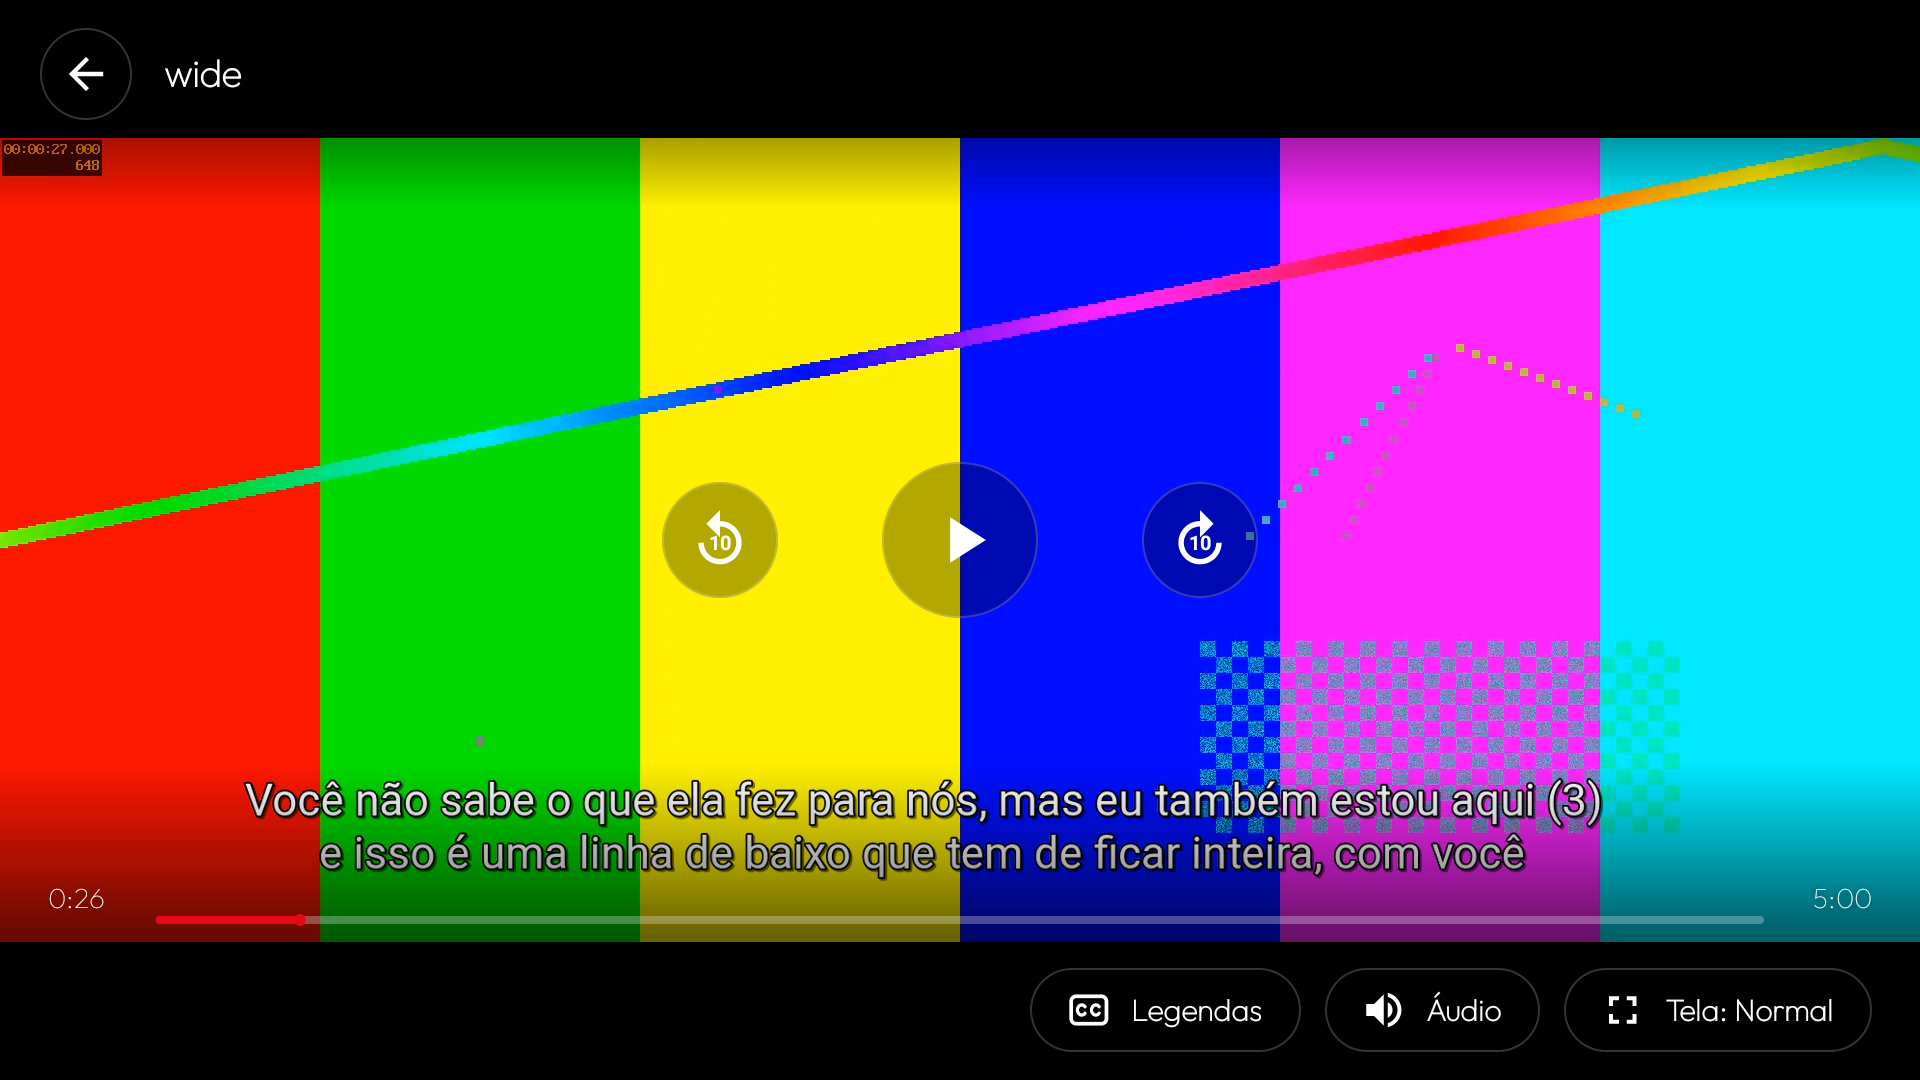 wide
00:00:27.000
648
10
10
Você não sabe o que ela fez para nós, mas eu também estou aqui (3)
e isso é uma linha de baixo que tem de ficar inteira, com você
0:26
5:00
CC Legendas
Áudio
Tela: Normal